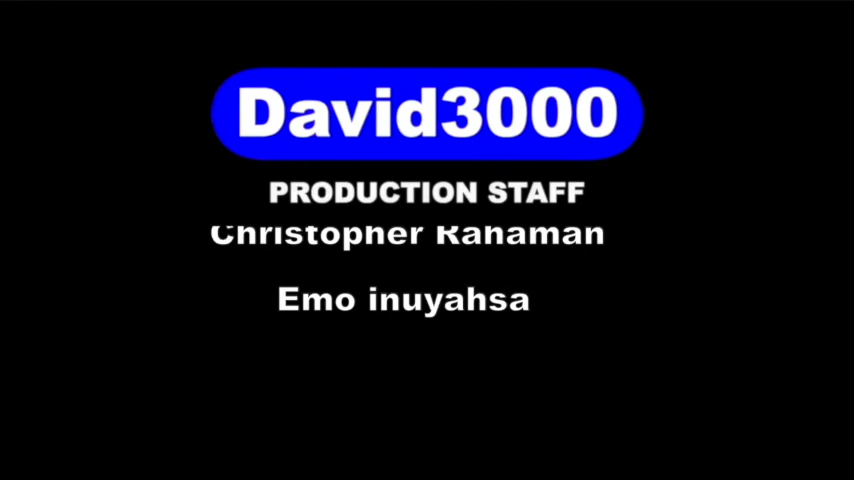 David3000
PRODUCTION STAFF
Christopher Rahaman
Emo inuyahsa